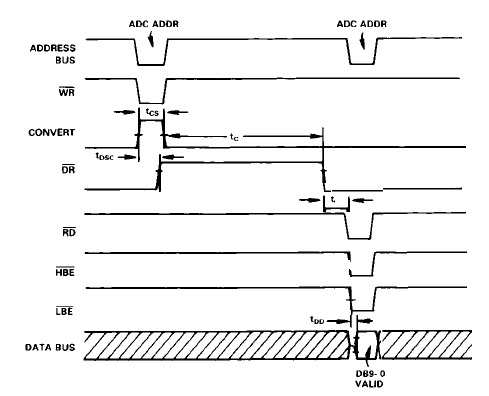 ADC ADDR
ADC ADDR
ADDRESS
BUS
WR
tCS
CONVERT
tC
tDSC
DR
t,
RD
HBE
LBE
tDD
DATA BUS
DB9-0
VALID